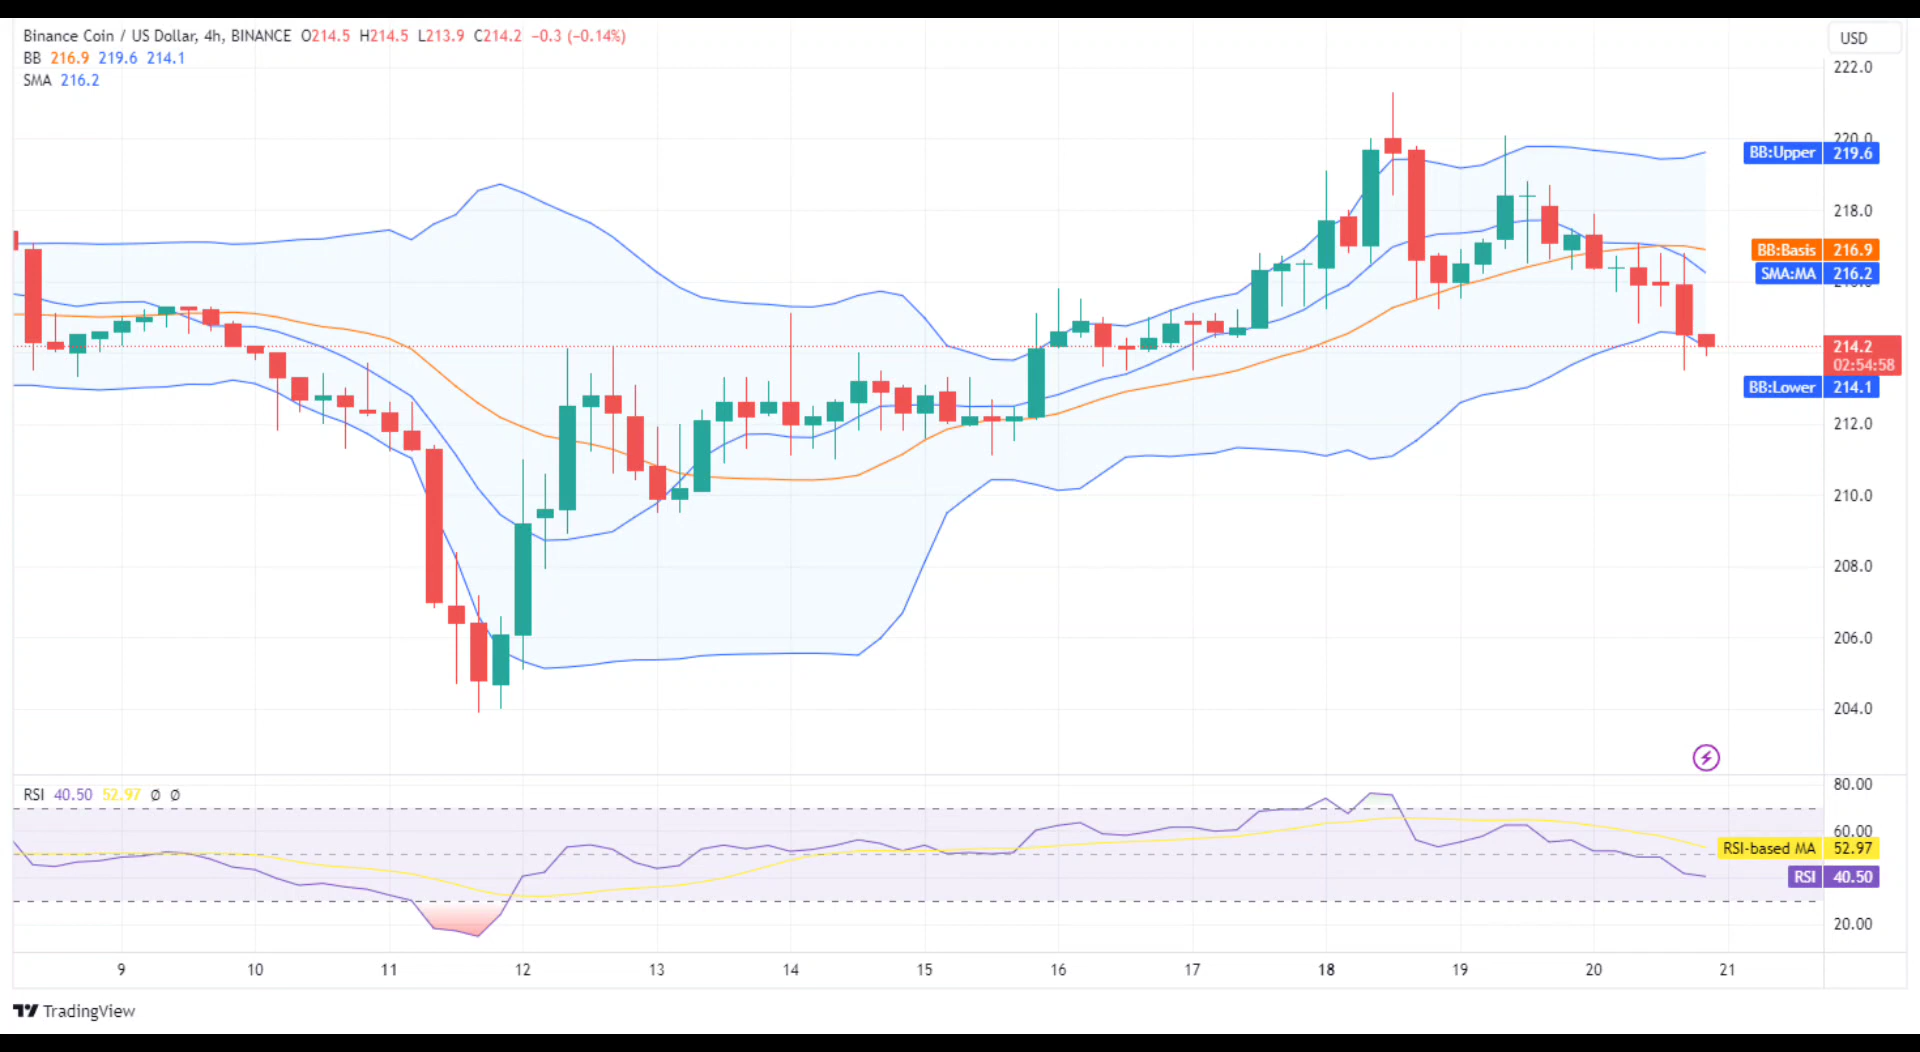 Binance Coin / US Dollar, 4h, BINANCE O214.5 H214.5 L213.9 C214.2 −0.3 (−0.14%)
BB 216.9 219.6 214.1
SMA 216.2
USD
222.0
220.0
BB:Upper 219.6
218.0
BB:Basis 216.9
SMA:MA 216.2
216.0
214.2
02:54:58
BB:Lower 214.1
212.0
210.0
208.0
206.0
204.0
RSI 40.50 52.97 Ø Ø
80.00
60.00
RSI-based MA 52.97
RSI 40.50
20.00
9 10 11 12 13 14 15 16 17 18 19 20 21
TradingView